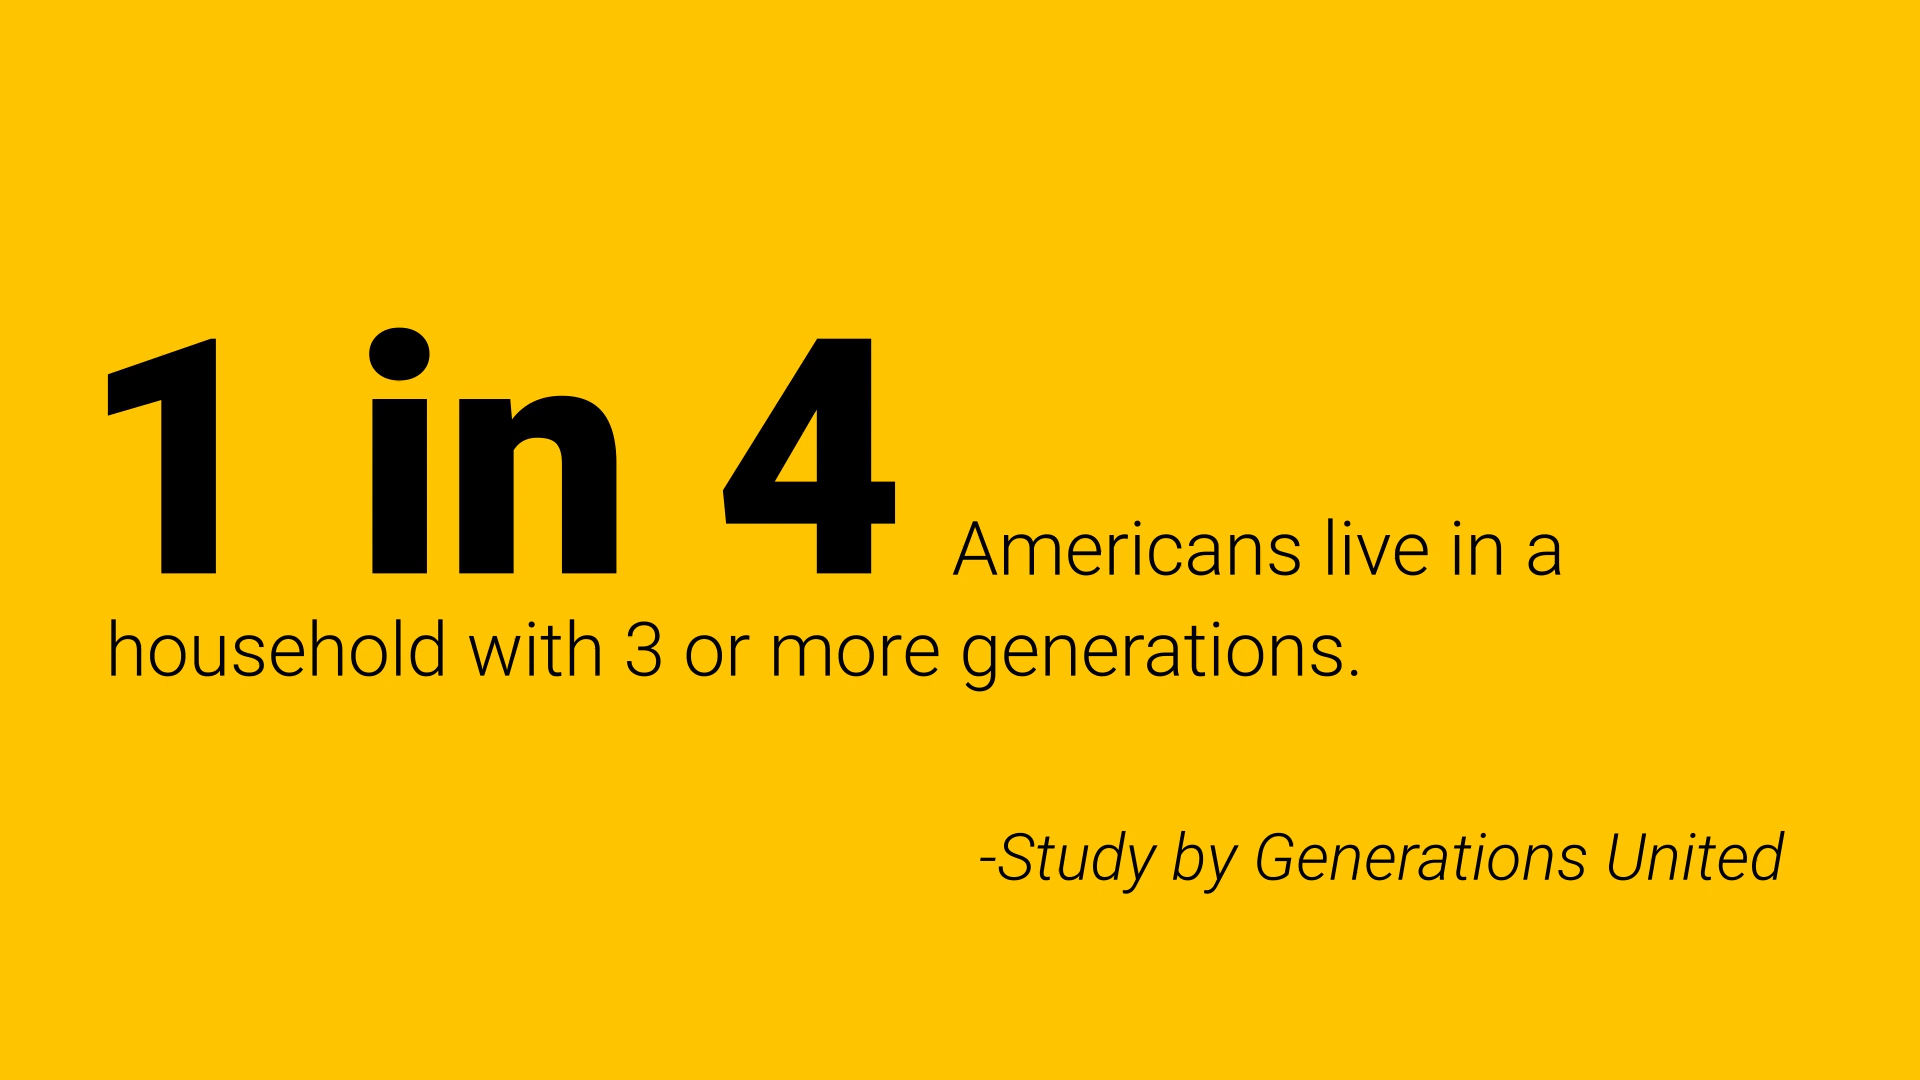 1 in 4 Americans live in a
household with 3 or more generations.
-Study by Generations United